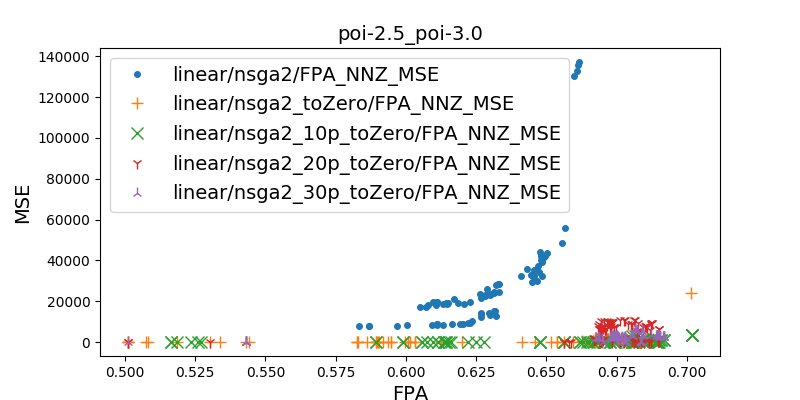 poi-2.5_poi-3.0
140000
120000
100000
80000
60000
40000
20000
0
MSE
linear/nsga2/FPA_NNZ_MSE
linear/nsga2_toZero/FPA_NNZ_MSE
linear/nsga2_10p_toZero/FPA_NNZ_MSE
linear/nsga2_20p_toZero/FPA_NNZ_MSE
linear/nsga2_30p_toZero/FPA_NNZ_MSE
0.500 0.525 0.550 0.575 0.600 0.625 0.650 0.675 0.700
FPA